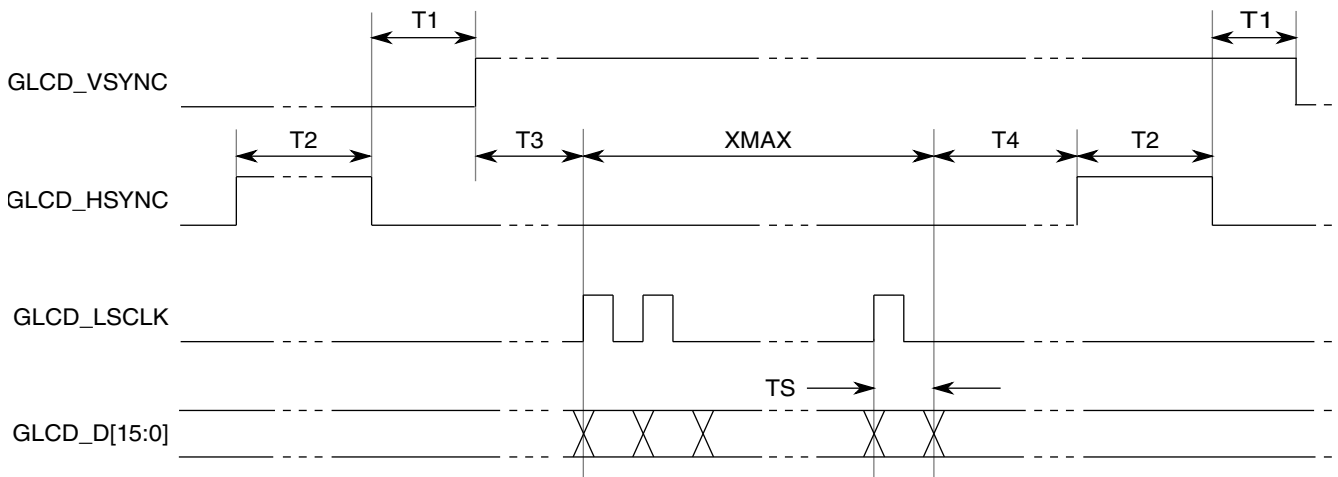 T1 T1
GLCD_VSYNC
T2 T3 XMAX T4 T2
GLCD_HSYNC
GLCD_LSCLK
TS
GLCD_D[15:0]